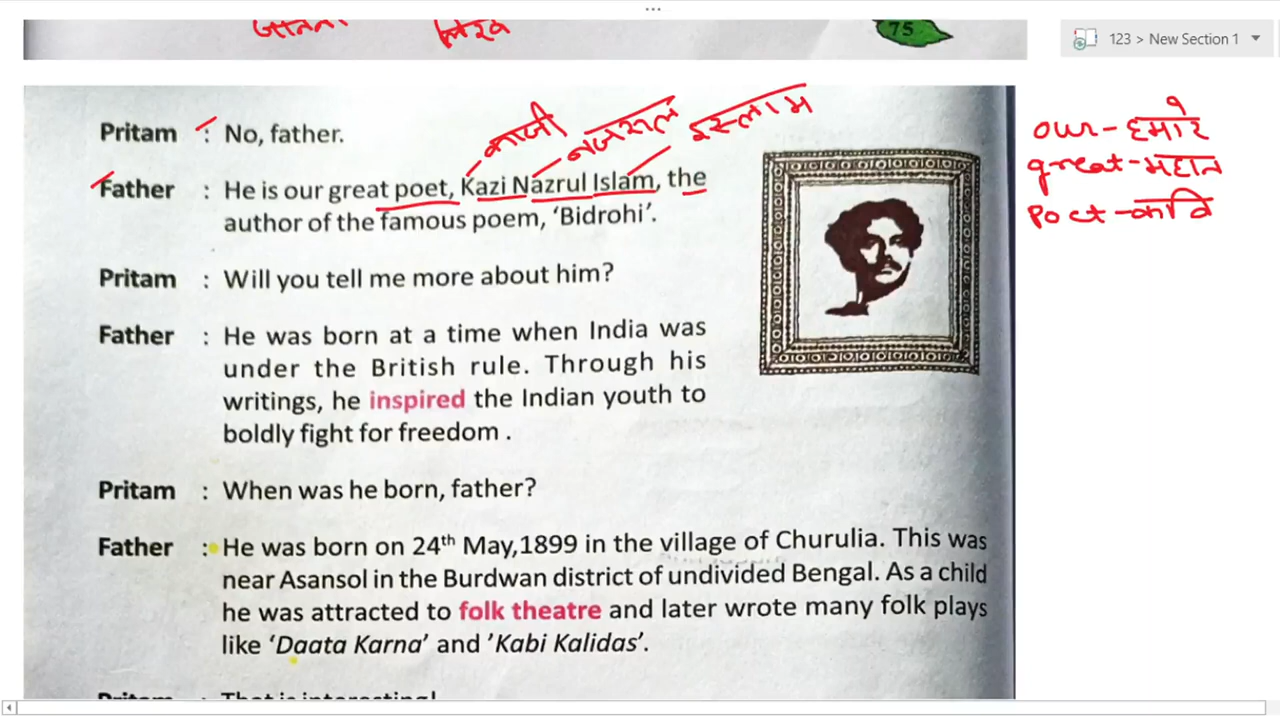 75
123 > New Section 1
काजी नजरुल इस्लाम
Pritam : No, father.
Father : He is our great poet, Kazi Nazrul Islam, the
author of the famous poem, ‘Bidrohi’.
Pritam : Will you tell me more about him?
Father : He was born at a time when India was
under the British rule. Through his
writings, he inspired the Indian youth to
boldly fight for freedom .
Pritam : When was he born, father?
Father : He was born on 24th May,1899 in the village of Churulia. This was
near Asansol in the Burdwan district of undivided Bengal. As a child
he was attracted to folk theatre and later wrote many folk plays
like ‘Daata Karna’ and ’Kabi Kalidas’.
Pritam : That is interesting!
our - हमारे
great - महान
Poet - कवि